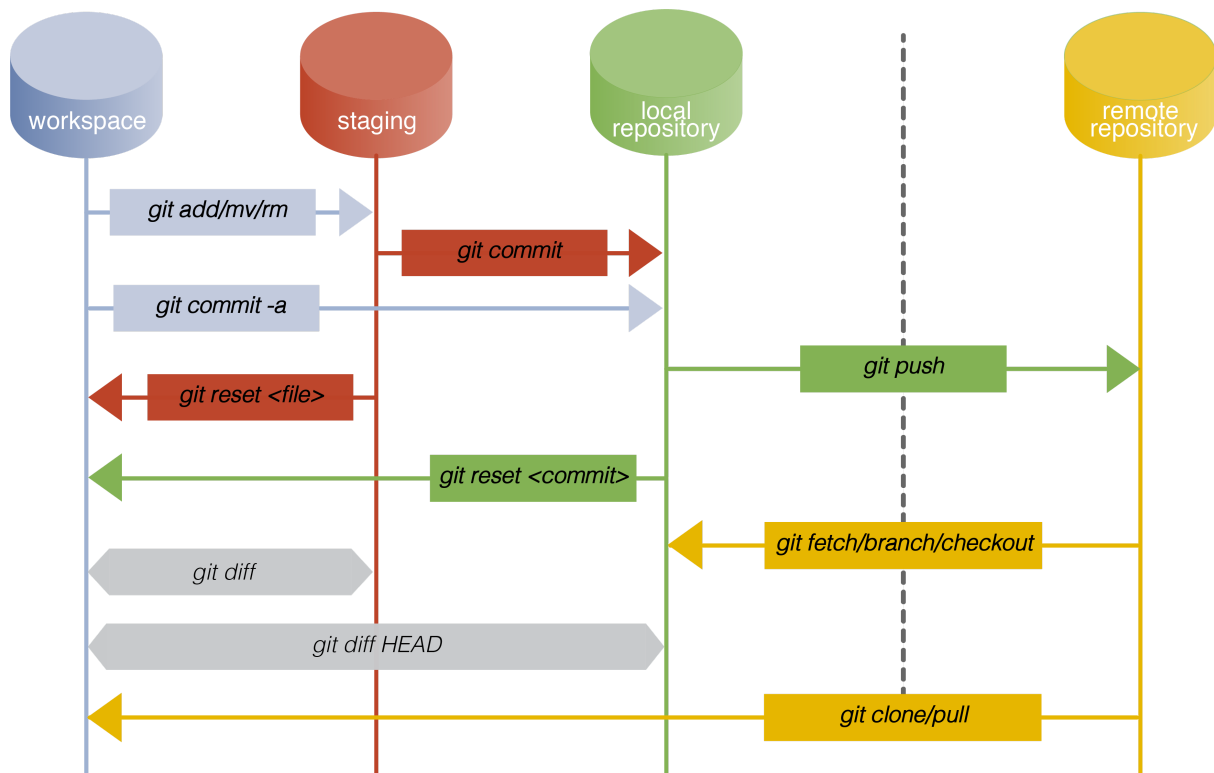 workspace
staging
local
repository
remote
repository
git add/mv/rm
git commit
git commit -a
git push
git reset <file>
git reset <commit>
git fetch/branch/checkout
git diff
git diff HEAD
git clone/pull